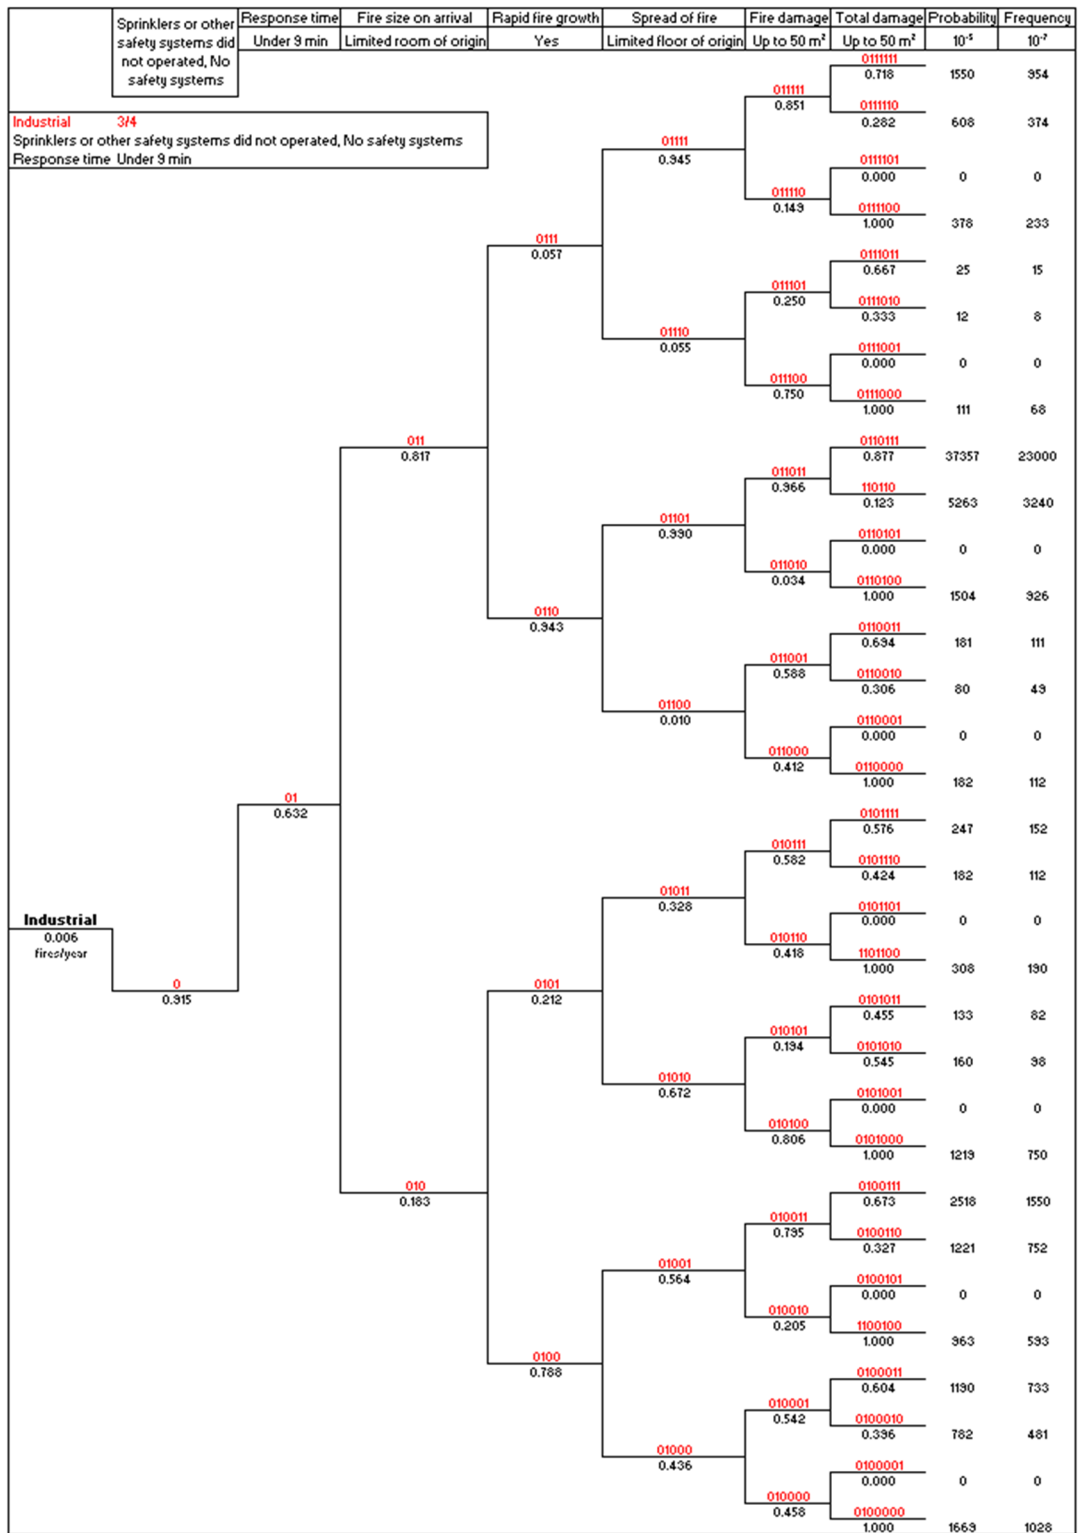 Sprinklers or other
safety systems did
not operated, No
safety systems
Response time Fire size on arrival Rapid fire growth Spread of fire Fire damage Total damage Probability Frequency
Under 9 min Limited room of origin Yes Limited floor of origin Up to 50 m² Up to 50 m² 10⁻⁵ 10⁻⁷
Industrial 3/4
Sprinklers or other safety systems did not operated, No safety systems
Response time Under 9 min
0111111
0.718 1550 954
011111
0.851
0111110
0.282 608 374
01111
0.945
0111101
0.000 0 0
011110
0.149
0111100
1.000 378 233
0111
0.057
0111011
0.667 25 15
011101
0.250
0111010
0.333 12 8
01110
0.055
0111001
0.000 0 0
011100
0.750
0111000
1.000 111 68
011
0.817
0110111
0.877 37357 23000
011011
0.966
110110
0.123 5263 3240
01101
0.990
0110101
0.000 0 0
011010
0.034
0110100
1.000 1504 926
0110
0.943
0110011
0.694 181 111
011001
0.588
0110010
0.306 80 49
01100
0.010
0110001
0.000 0 0
011000
0.412
0110000
1.000 182 112
01
0.632
0101111
0.576 247 152
010111
0.582
0101110
0.424 182 112
01011
0.328
0101101
0.000 0 0
010110
0.418
1101100
1.000 308 190
Industrial
0.006
fires/year
0
0.915
0101
0.212
0101011
0.455 133 82
010101
0.194
0101010
0.545 160 98
01010
0.672
0101001
0.000 0 0
010100
0.806
0101000
1.000 1219 750
010
0.183
0100111
0.673 2518 1550
010011
0.795
0100110
0.327 1221 752
01001
0.564
0100101
0.000 0 0
010010
0.205
1100100
1.000 963 593
0100
0.788
0100011
0.604 1190 733
010001
0.542
0100010
0.396 782 481
01000
0.436
0100001
0.000 0 0
010000
0.458
0100000
1.000 1669 1028